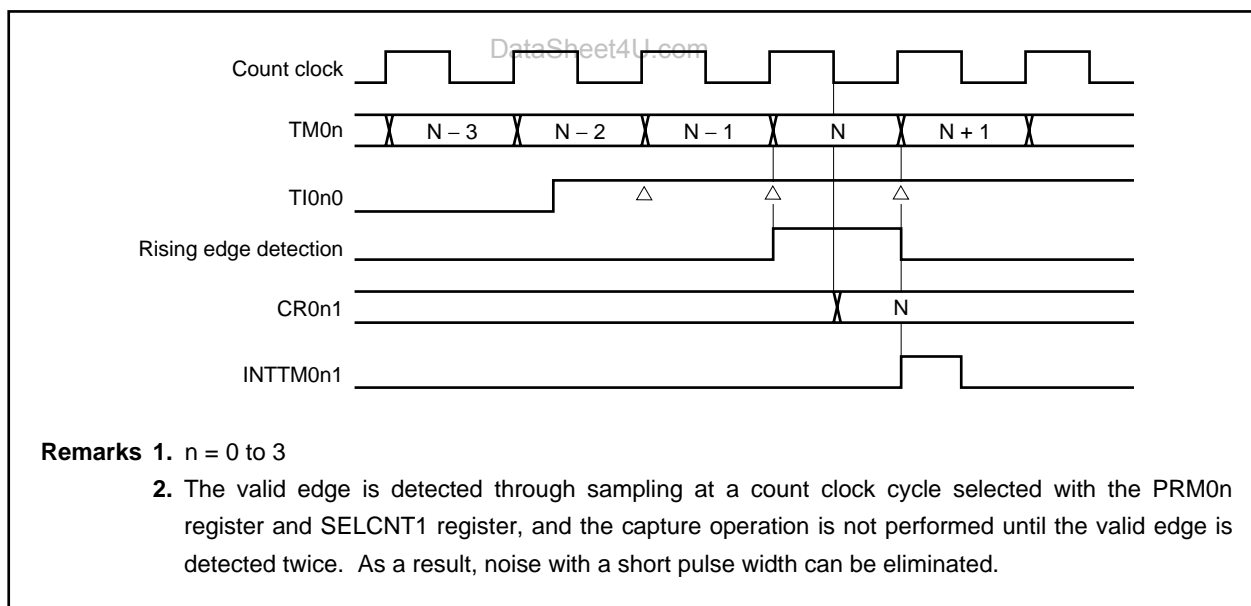 DataSheet4U.com
Count clock
TM0n N – 3 N – 2 N – 1 N N + 1
TI0n0
Rising edge detection
CR0n1 N
INTTM0n1
Remarks 1. n = 0 to 3
2. The valid edge is detected through sampling at a count clock cycle selected with the PRM0n
register and SELCNT1 register, and the capture operation is not performed until the valid edge is
detected twice. As a result, noise with a short pulse width can be eliminated.